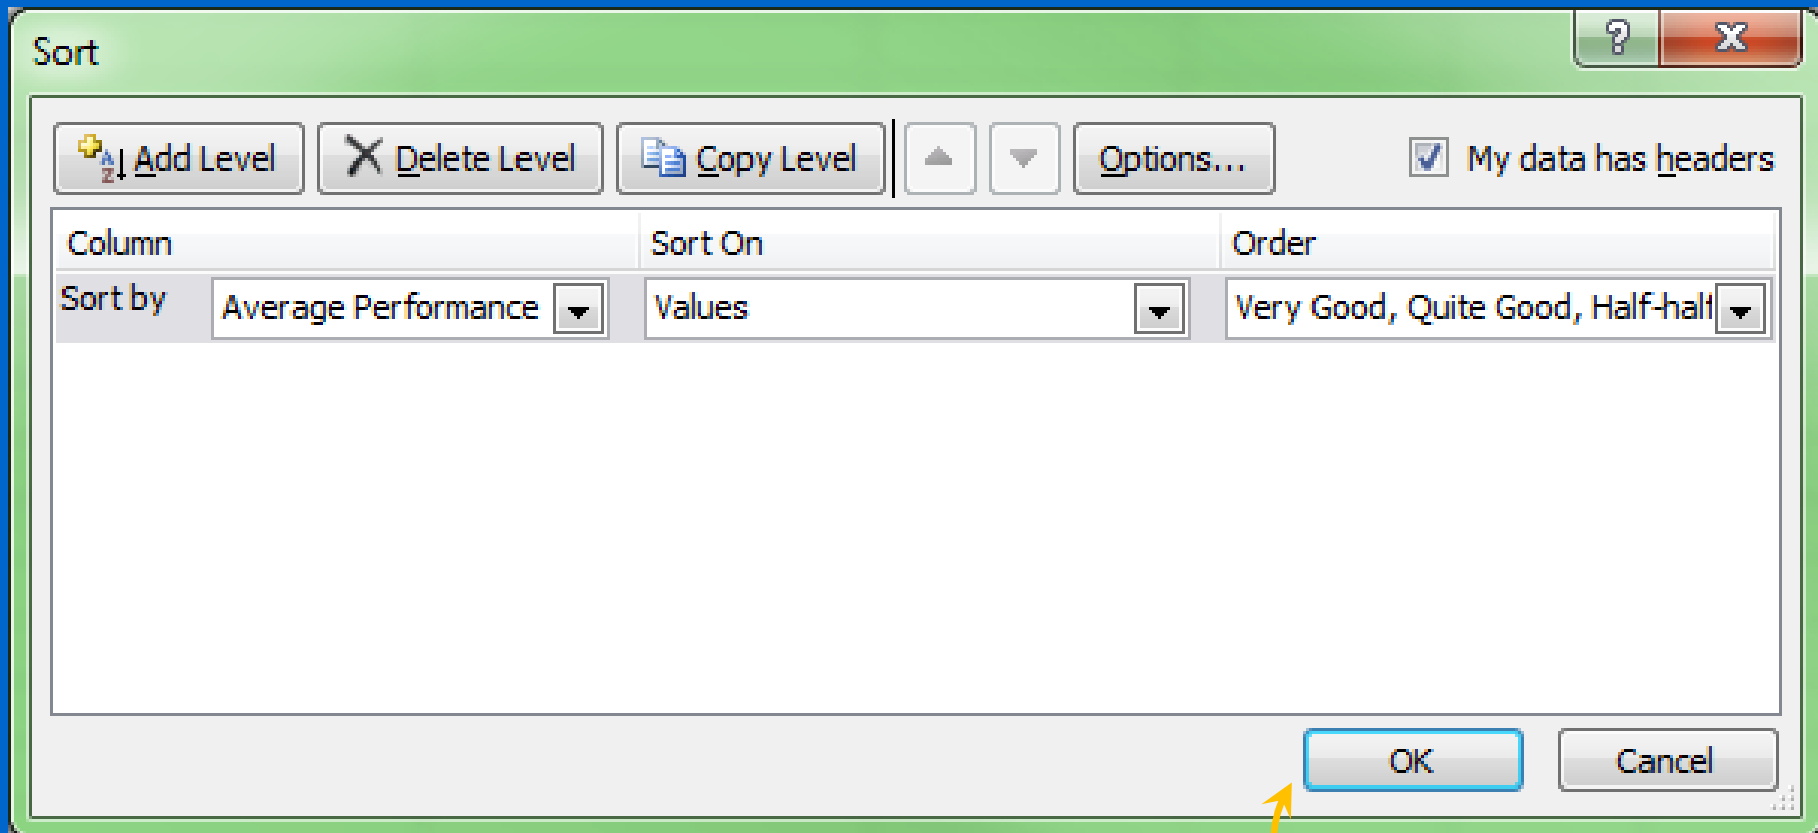 Sort
Add Level Delete Level Copy Level Options... My data has headers
Column Sort On Order
Sort by Average Performance Values Very Good, Quite Good, Half-half
OK Cancel